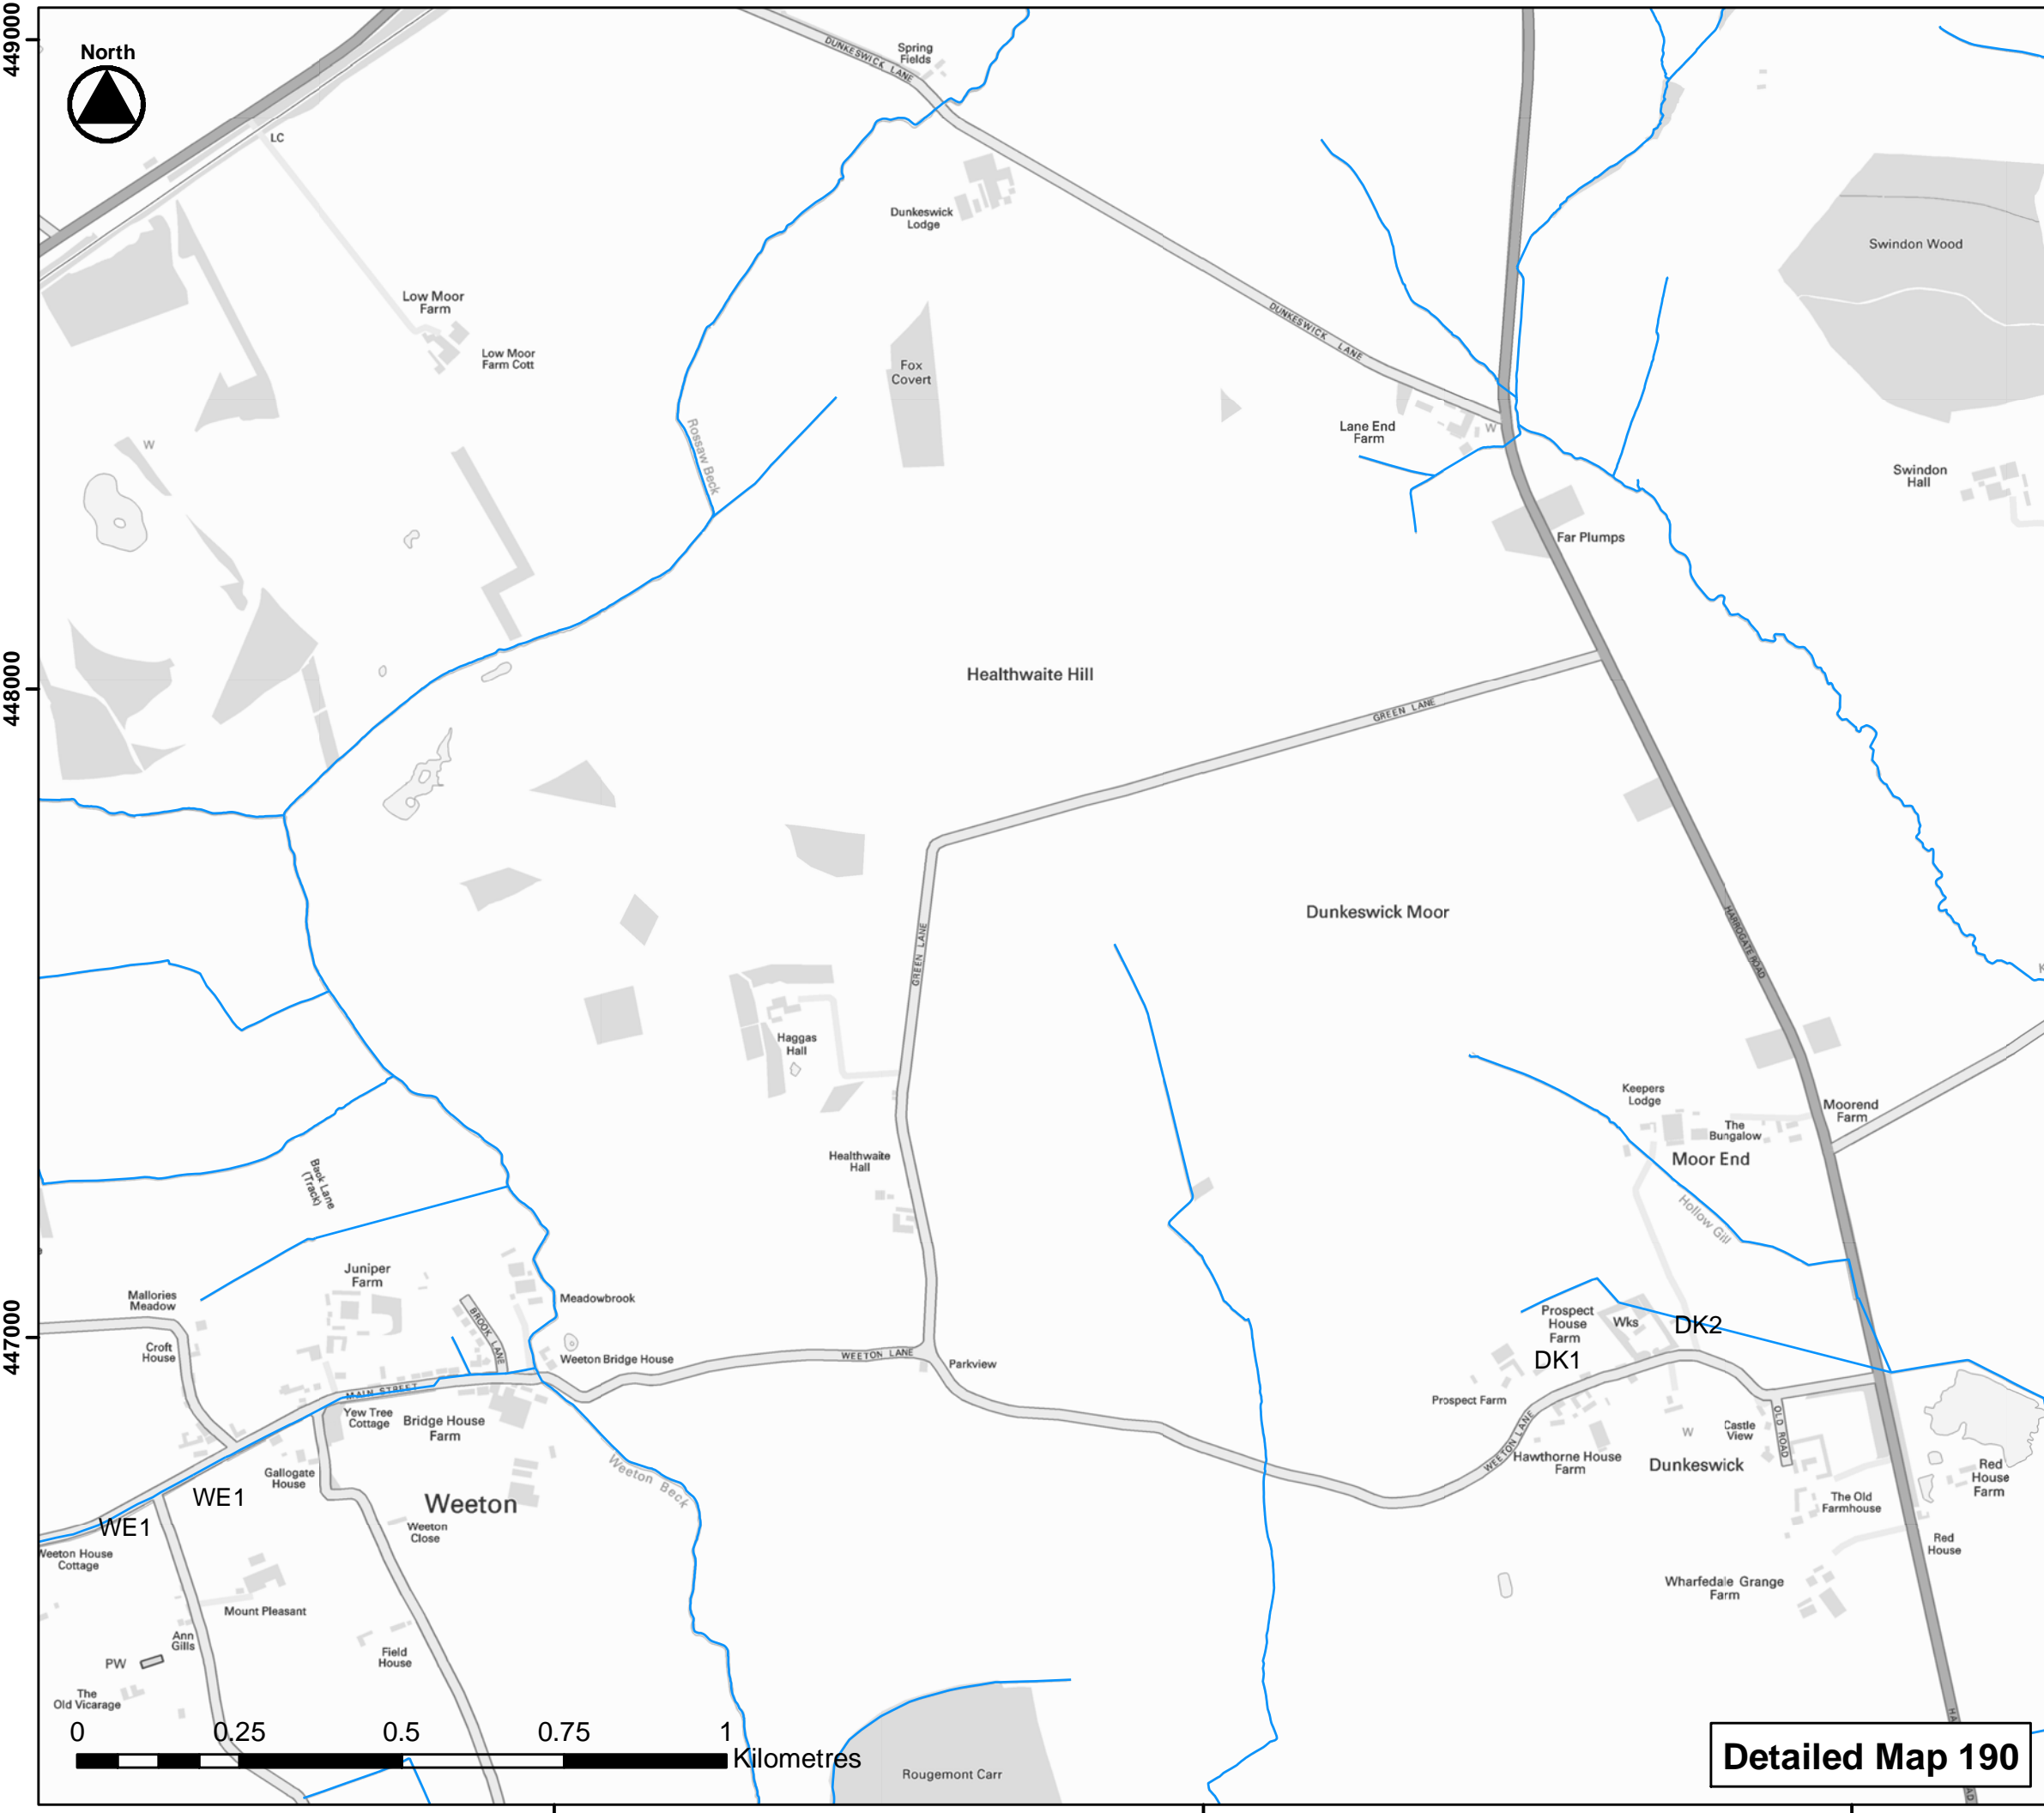 449000
North
DUNKESWICK LANE
Spring
Fields
LC
Dunkeswick
Lodge
Swindon Wood
Low Moor
Farm
Low Moor
Farm Cott
DUNKESWICK LANE
Fox
Covert
W
Rossaw Beck
Lane End
Farm
W
Swindon
Hall
Far Plumps
448000
Healthwaite Hill
GREEN LANE
Dunkeswick Moor
HARROGATE ROAD
GREEN LANE
Haggas
Hall
Keepers
Lodge
The
Bungalow
Moorend
Farm
Moor End
Healthwaite
Hall
Back Lane
(Track)
Hollow Gill
Juniper
Farm
Mallories
Meadow
Meadowbrook
BROOK LANE
447000
Croft
House
Weeton Bridge House
WEETON LANE
Parkview
Prospect
House
Farm
Wks
DK2
DK1
MAIN STREET
Yew Tree
Cottage
Bridge House
Farm
Prospect Farm
WEETON LANE
OLD ROAD
Castle
View
W
Hawthorne House
Farm
Dunkeswick
Gallogate
House
WE1
Weeton
Weeton Beck
Red
House
Farm
The Old
Farmhouse
WE1
Weeton
Close
Weeton House
Cottage
Red
House
Wharfedale Grange
Farm
Mount Pleasant
Ann
Gills
Field
House
PW
The
Old Vicarage
0 0.25 0.5 0.75 1
Kilometres
Rougemont Carr
Detailed Map 190